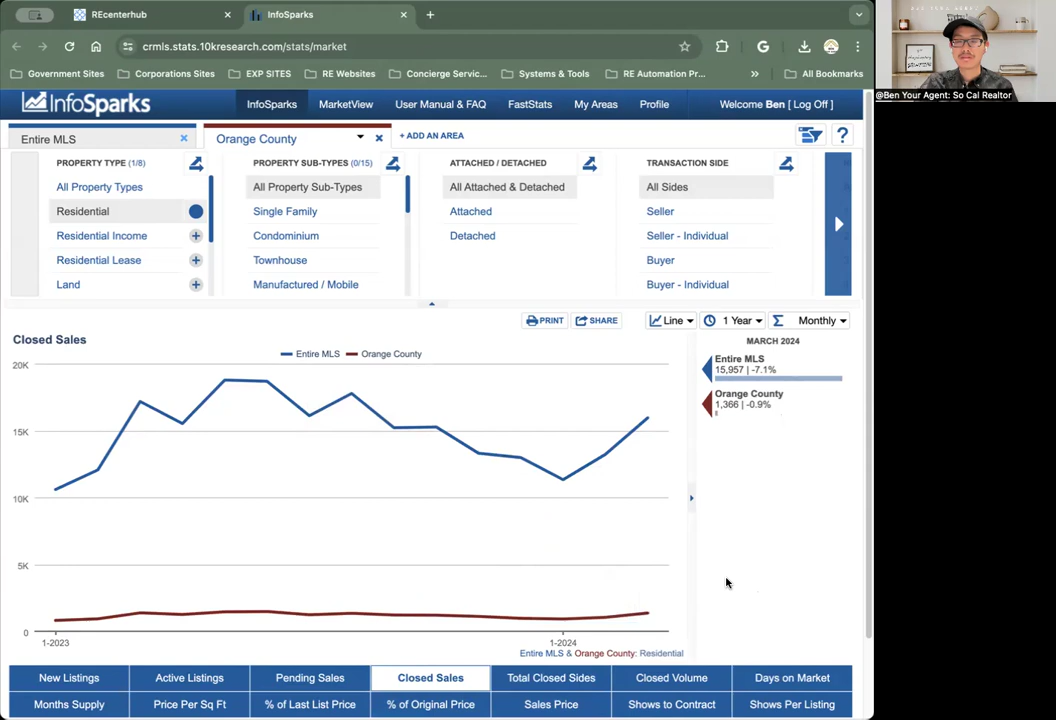 REcenterhub
InfoSparks
crmls.stats.10kresearch.com/stats/market
Government Sites
Corporations Sites
EXP SITES
RE Websites
Concierge Servic...
Systems & Tools
RE Automation Pr...
All Bookmarks
@Ben Your Agent: So Cal Realtor
InfoSparks
InfoSparks
MarketView
User Manual & FAQ
FastStats
My Areas
Profile
Welcome Ben [ Log Off ]
Entire MLS
Orange County
+ ADD AN AREA
PROPERTY TYPE (1/8)
All Property Types
Residential
Residential Income
Residential Lease
Land
PROPERTY SUB-TYPES (0/15)
All Property Sub-Types
Single Family
Condominium
Townhouse
Manufactured / Mobile
ATTACHED / DETACHED
All Attached & Detached
Attached
Detached
TRANSACTION SIDE
All Sides
Seller
Seller - Individual
Buyer
Buyer - Individual
PRINT
SHARE
Line
1 Year
Monthly
Closed Sales
Entire MLS
Orange County
MARCH 2024
Entire MLS
15,957 | -7.1%
Orange County
1,366 | -0.9%
20K
15K
10K
5K
0
1-2023
1-2024
Entire MLS & Orange County: Residential
New Listings
Active Listings
Pending Sales
Closed Sales
Total Closed Sides
Closed Volume
Days on Market
Months Supply
Price Per Sq Ft
% of Last List Price
% of Original Price
Sales Price
Shows to Contract
Shows Per Listing